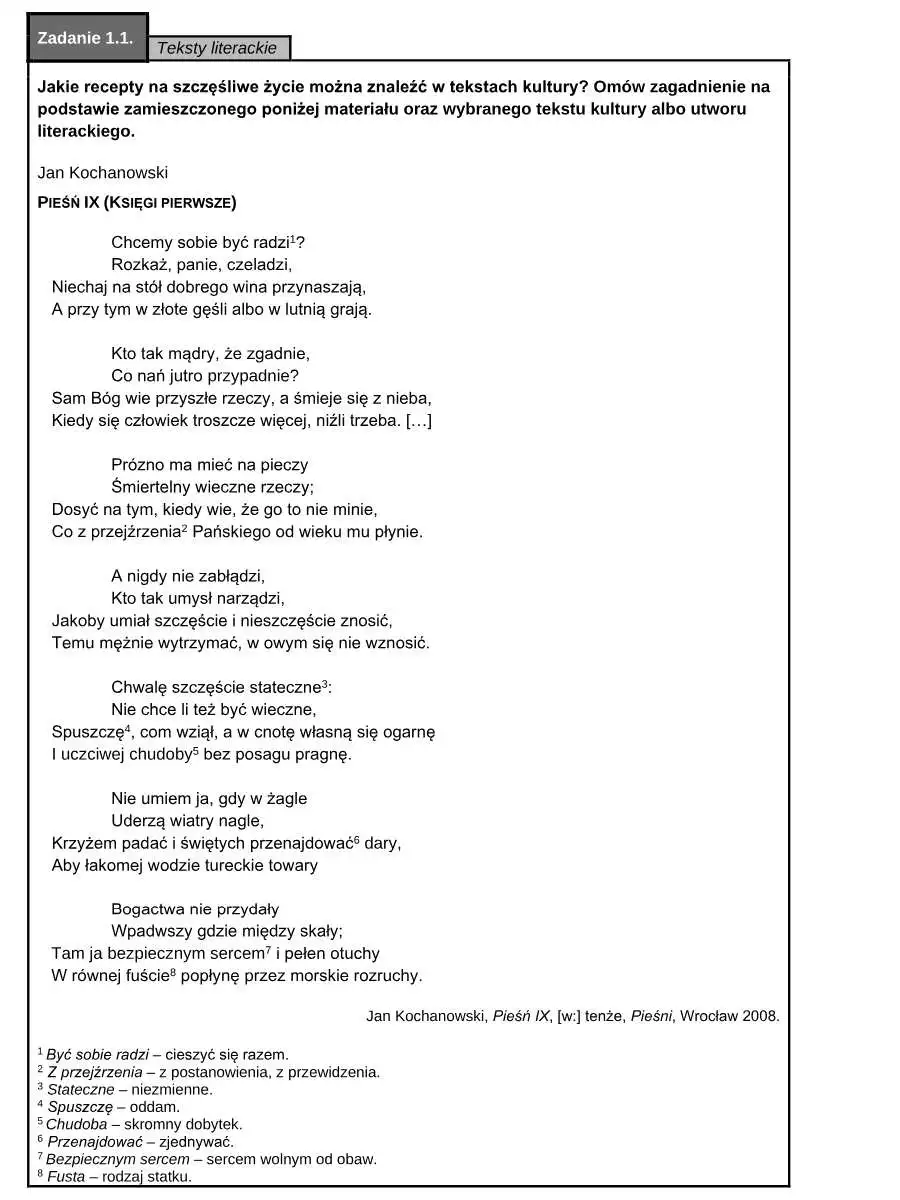 Zadanie 1.1.
Teksty literackie
Jakie recepty na szczęśliwe życie można znaleźć w tekstach kultury? Omów zagadnienie na
podstawie zamieszczonego poniżej materiału oraz wybranego tekstu kultury albo utworu
literackiego.
Jan Kochanowski
PIEŚŃ IX (KSIĘGI PIERWSZE)
Chcemy sobie być radzi¹?
Rozkaż, panie, czeladzi,
Niechaj na stół dobrego wina przynaszają,
A przy tym w złote gęśli albo w lutnią grają.
Kto tak mądry, że zgadnie,
Co nań jutro przypadnie?
Sam Bóg wie przyszłe rzeczy, a śmieje się z nieba,
Kiedy się człowiek troszcze więcej, niźli trzeba. […]
Prózno ma mieć na pieczy
Śmiertelny wieczne rzeczy;
Dosyć na tym, kiedy wie, że go to nie minie,
Co z przejźrzenia² Pańskiego od wieku mu płynie.
A nigdy nie zabłądzi,
Kto tak umysł narządzi,
Jakoby umiał szczęście i nieszczęście znosić,
Temu mężnie wytrzymać, w owym się nie wznosić.
Chwalę szczęście stateczne³:
Nie chce li też być wieczne,
Spuszczę⁴, com wziął, a w cnotę własną się ogarnę
I uczciwej chudoby⁵ bez posagu pragnę.
Nie umiem ja, gdy w żagle
Uderzą wiatry nagle,
Krzyżem padać i świętych przenajdować⁶ dary,
Aby łakomej wodzie tureckie towary
Bogactwa nie przydały
Wpadwszy gdzie między skały;
Tam ja bezpiecznym sercem⁷ i pełen otuchy
W równej fuście⁸ popłynę przez morskie rozruchy.
Jan Kochanowski, Pieśń IX, [w:] tenże, Pieśni, Wrocław 2008.
¹ Być sobie radzi – cieszyć się razem.
² Z przejźrzenia – z postanowienia, z przewidzenia.
³ Stateczne – niezmienne.
⁴ Spuszczę – oddam.
⁵ Chudoba – skromny dobytek.
⁶ Przenajdować – zjednywać.
⁷ Bezpiecznym sercem – sercem wolnym od obaw.
⁸ Fusta – rodzaj statku.